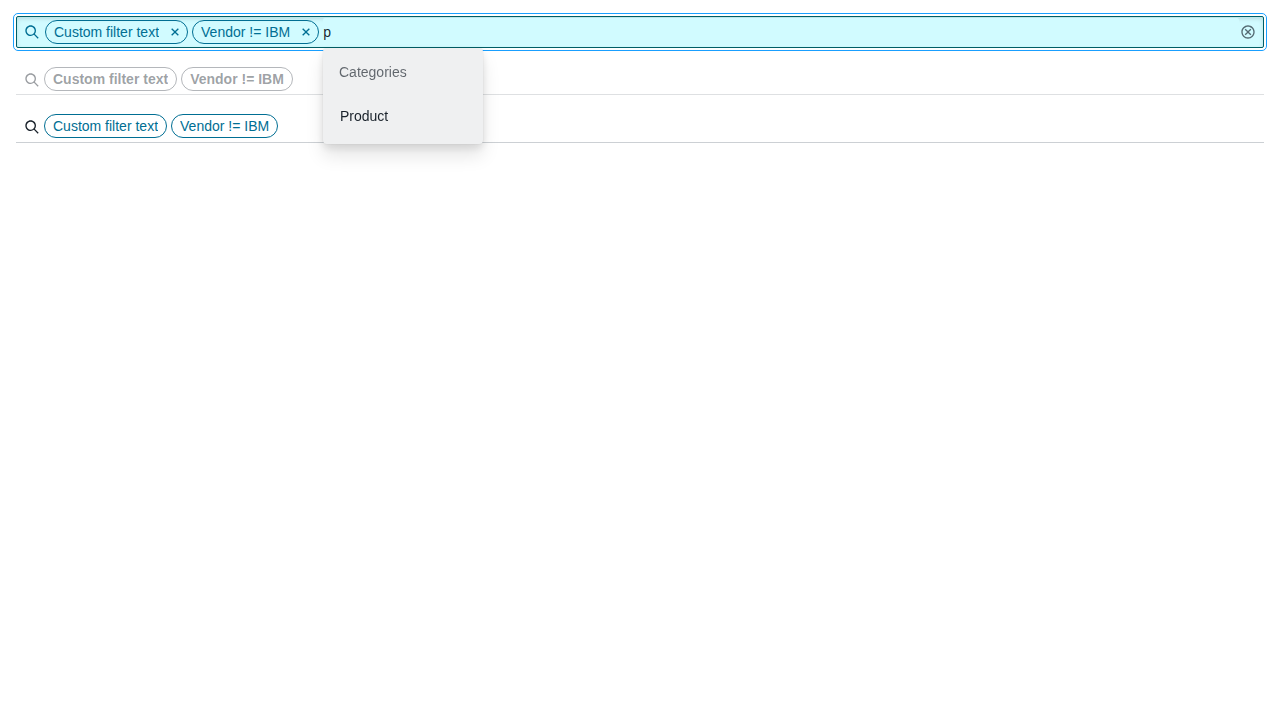 Custom filter text Vendor != IBM p
Custom filter text Vendor != IBM
Categories
Product
Custom filter text Vendor != IBM